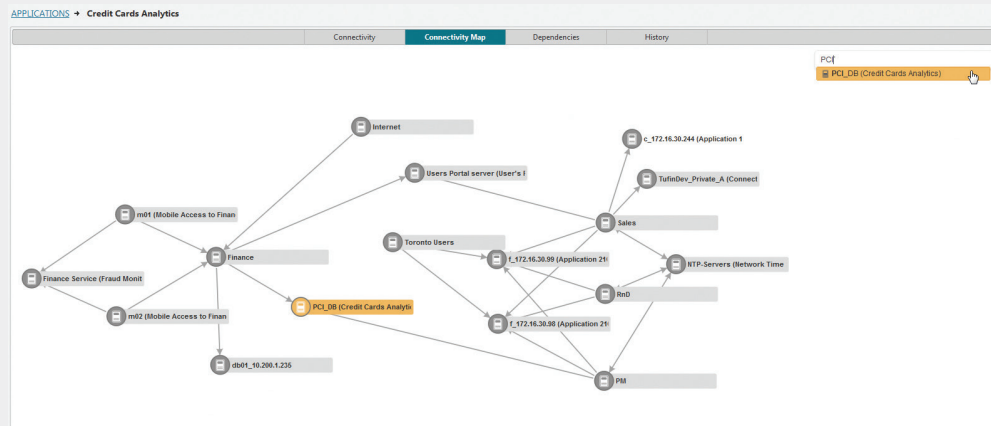 APPLICATIONS → Credit Cards Analytics
Connectivity Connectivity Map Dependencies History
PCI
PCI_DB (Credit Cards Analytics)
Internet
c_172.16.30.244 (Application 1
Users Portal server (User's
TufinDev_Private_A (Connect
m01 (Mobile Access to Finan
Sales
Toronto Users
Finance
f_172.16.30.99 (Application 21
NTP-Servers (Network Time
Finance Service (Fraud Monit
RnD
PCI_DB (Credit Cards Analyti
m02 (Mobile Access to Finan
f_172.16.30.98 (Application 21
db01_10.200.1.235
PM